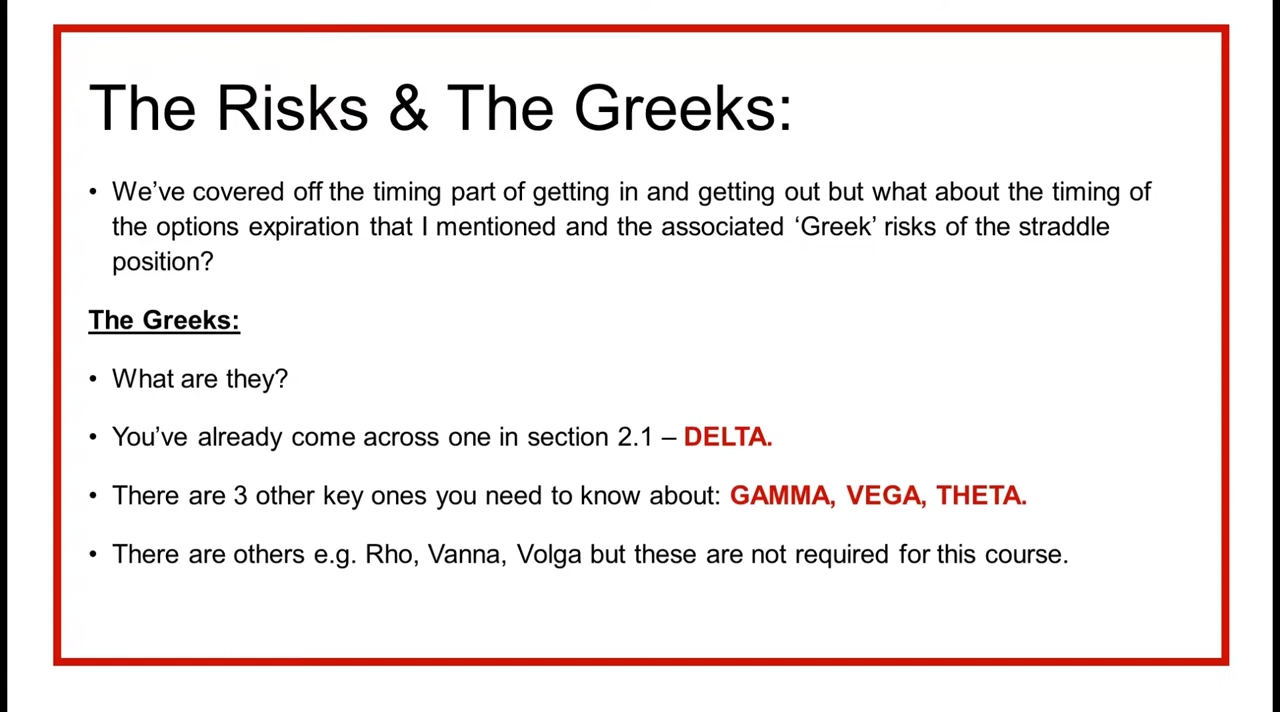 The Risks & The Greeks:
• We’ve covered off the timing part of getting in and getting out but what about the timing of
the options expiration that I mentioned and the associated ‘Greek’ risks of the straddle
position?
The Greeks:
• What are they?
• You’ve already come across one in section 2.1 – DELTA.
• There are 3 other key ones you need to know about: GAMMA, VEGA, THETA.
• There are others e.g. Rho, Vanna, Volga but these are not required for this course.